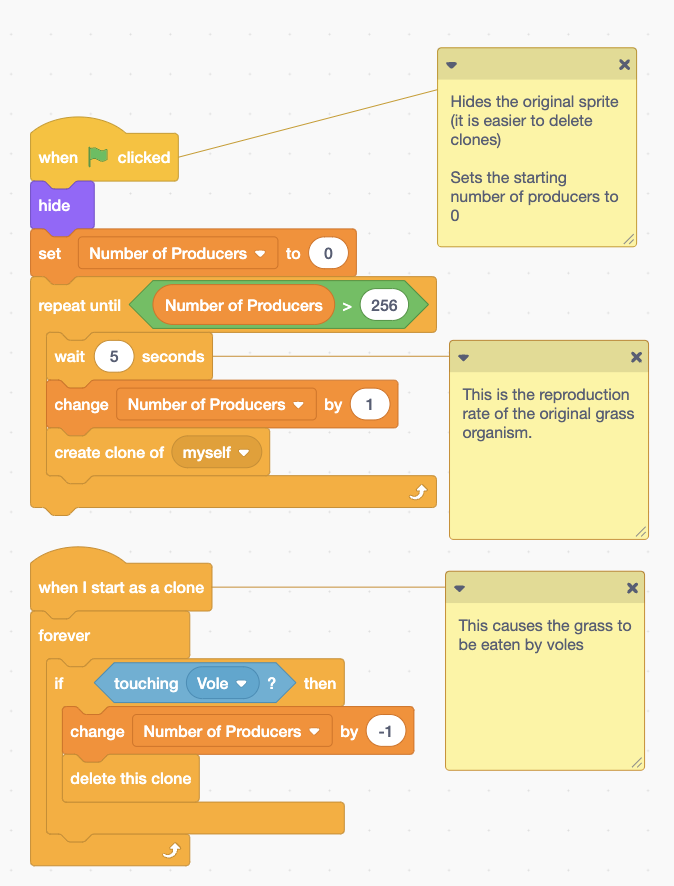 Hides the original sprite
(it is easier to delete
clones)
Sets the starting
number of producers to
0
when clicked
hide
set Number of Producers to 0
repeat until Number of Producers > 256
wait 5 seconds
change Number of Producers by 1
create clone of myself
This is the reproduction
rate of the original grass
organism.
when I start as a clone
forever
if touching Vole ? then
change Number of Producers by -1
delete this clone
This causes the grass to
be eaten by voles